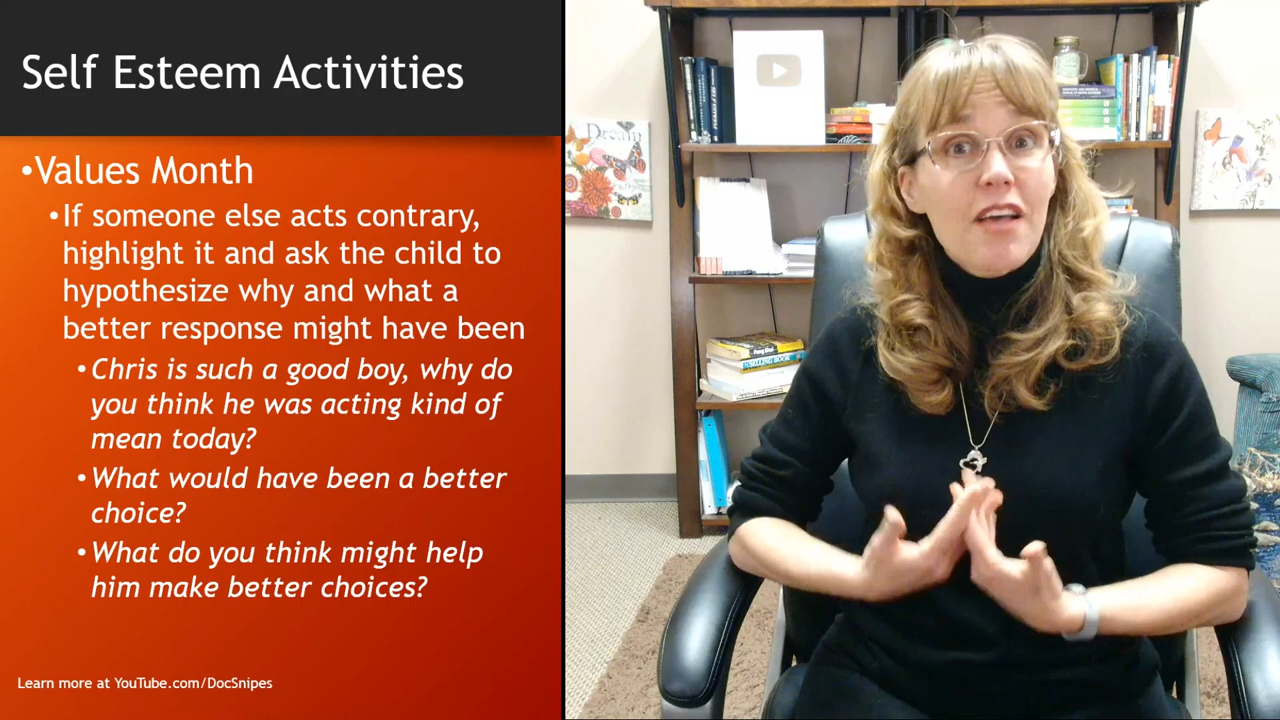 Self Esteem Activities
•Values Month
•If someone else acts contrary,
highlight it and ask the child to
hypothesize why and what a
better response might have been
•Chris is such a good boy, why do
you think he was acting kind of
mean today?
•What would have been a better
choice?
•What do you think might help
him make better choices?
Learn more at YouTube.com/DocSnipes
Dream